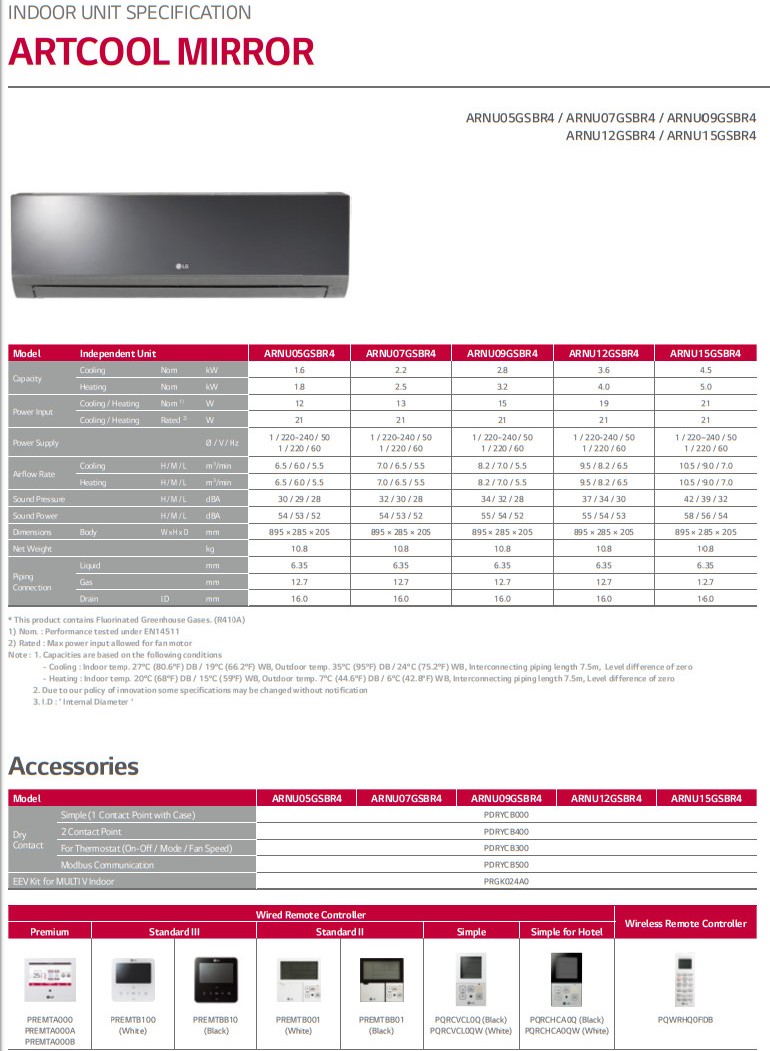 INDOOR UNIT SPECIFICATION
ARTCOOL MIRROR
ARNU05GSBR4 / ARNU07GSBR4 / ARNU09GSBR4
ARNU12GSBR4 / ARNU15GSBR4
LG
Model Independent Unit ARNU05GSBR4 ARNU07GSBR4 ARNU09GSBR4 ARNU12GSBR4 ARNU15GSBR4
Capacity Cooling Nom kW 1.6 2.2 2.8 3.6 4.5
Heating Nom kW 1.8 2.5 3.2 4.0 5.0
Power Input Cooling / Heating Nom 1) W 12 13 15 19 21
Cooling / Heating Rated 2) W 21 21 21 21 21
Power Supply Ø / V / Hz 1 / 220~240 / 50 1 / 220~240 / 50 1 / 220~240 / 50 1 / 220~240 / 50 1 / 220~240 / 50
1 / 220 / 60 1 / 220 / 60 1 / 220 / 60 1 / 220 / 60 1 / 220 / 60
Airflow Rate Cooling H / M / L m³/min 6.5 / 6.0 / 5.5 7.0 / 6.5 / 5.5 8.2 / 7.0 / 5.5 9.5 / 8.2 / 6.5 10.5 / 9.0 / 7.0
Heating H / M / L m³/min 6.5 / 6.0 / 5.5 7.0 / 6.5 / 5.5 8.2 / 7.0 / 5.5 9.5 / 8.2 / 6.5 10.5 / 9.0 / 7.0
Sound Pressure H / M / L dBA 30 / 29 / 28 32 / 30 / 28 34 / 32 / 28 37 / 34 / 30 42 / 39 / 32
Sound Power H / M / L dBA 54 / 53 / 52 54 / 53 / 52 55 / 54 / 52 55 / 54 / 53 58 / 56 / 54
Dimensions Body W x H x D mm 895 × 285 × 205 895 × 285 × 205 895 × 285 × 205 895 × 285 × 205 895 × 285 × 205
Net Weight kg 10.8 10.8 10.8 10.8 10.8
Piping Connection Liquid mm 6.35 6.35 6.35 6.35 6.35
Gas mm 12.7 12.7 12.7 12.7 12.7
Drain I.D mm 16.0 16.0 16.0 16.0 16.0
* This product contains Fluorinated Greenhouse Gases. (R410A)
1) Nom. : Performance tested under EN14511
2) Rated : Max power input allowed for fan motor
Note : 1. Capacities are based on the following conditions
- Cooling : Indoor temp. 27°C (80.6°F) DB / 19°C (66.2°F) WB, Outdoor temp. 35°C (95°F) DB / 24°C (75.2°F) WB, Interconnecting piping length 7.5m, Level difference of zero
- Heating : Indoor temp. 20°C (68°F) DB / 15°C (59°F) WB, Outdoor temp. 7°C (44.6°F) DB / 6°C (42.8°F) WB, Interconnecting piping length 7.5m, Level difference of zero
2. Due to our policy of innovation some specifications may be changed without notification
3. I.D : ' Internal Diameter '
Accessories
Model ARNU05GSBR4 ARNU07GSBR4 ARNU09GSBR4 ARNU12GSBR4 ARNU15GSBR4
Dry Contact Simple (1 Contact Point with Case) PDRYCB000
2 Contact Point PDRYCB400
For Thermostat (On-Off / Mode / Fan Speed) PDRYCB300
Modbus Communication PDRYCB500
EEV Kit for MULTI V Indoor PRGK024A0
Wired Remote Controller Wireless Remote Controller
Premium Standard III Standard II Simple Simple for Hotel
PREMTA000 PREMTB100 PREMTBB10 PREMTB001 PREMTBB01 PQRCVCL0Q (Black) PQRCHCA0Q (Black) PQWRHQ0FDB
PREMTA000A (White) (Black) (White) (Black) PQRCVCL0QW (White) PQRCHCA0QW (White)
PREMTA000B